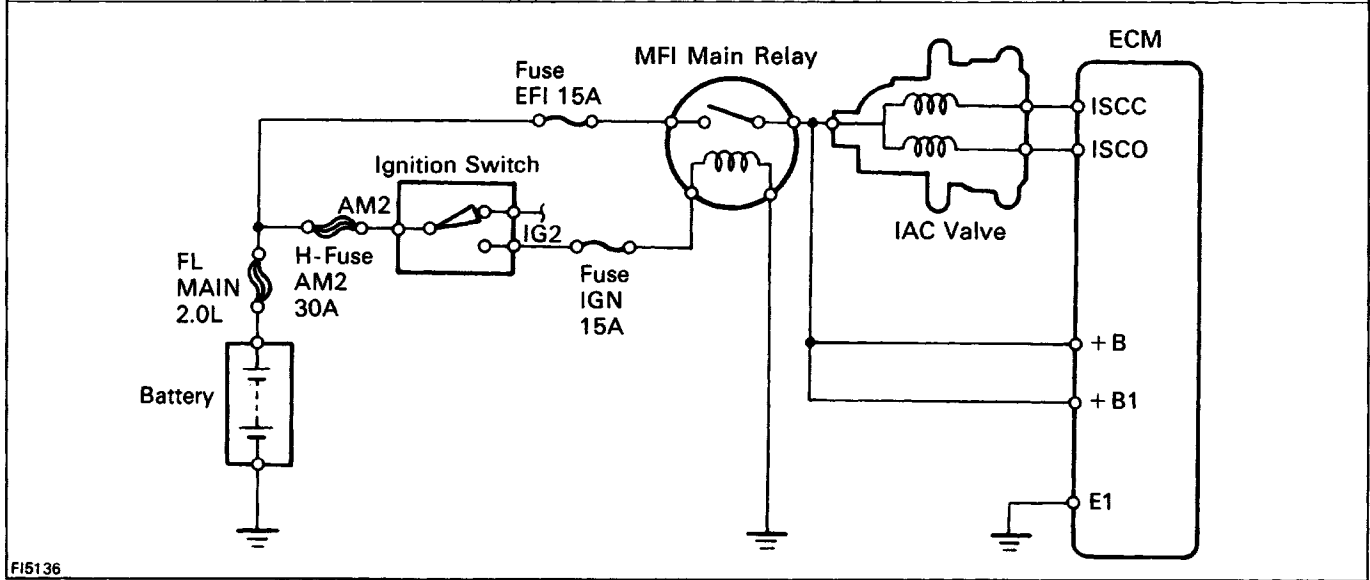 ECM
MFI Main Relay
Fuse
EFI 15A
ISCC
ISCO
Ignition Switch
AM2
IG2
IAC Valve
H-Fuse
AM2
30A
FL
MAIN
2.0L
Fuse
IGN
15A
+B
Battery
+B1
E1
FI5136